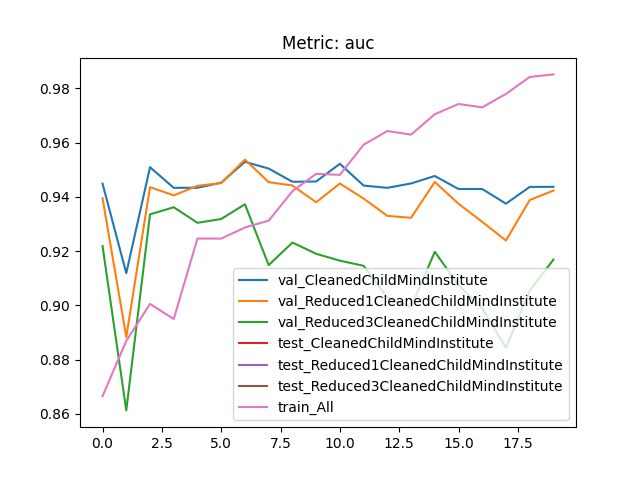 Metric: auc
0.98
0.96
0.94
0.92
0.90
0.88
0.86
val_CleanedChildMindInstitute
val_Reduced1CleanedChildMindInstitute
val_Reduced3CleanedChildMindInstitute
test_CleanedChildMindInstitute
test_Reduced1CleanedChildMindInstitute
test_Reduced3CleanedChildMindInstitute
train_All
0.0 2.5 5.0 7.5 10.0 12.5 15.0 17.5